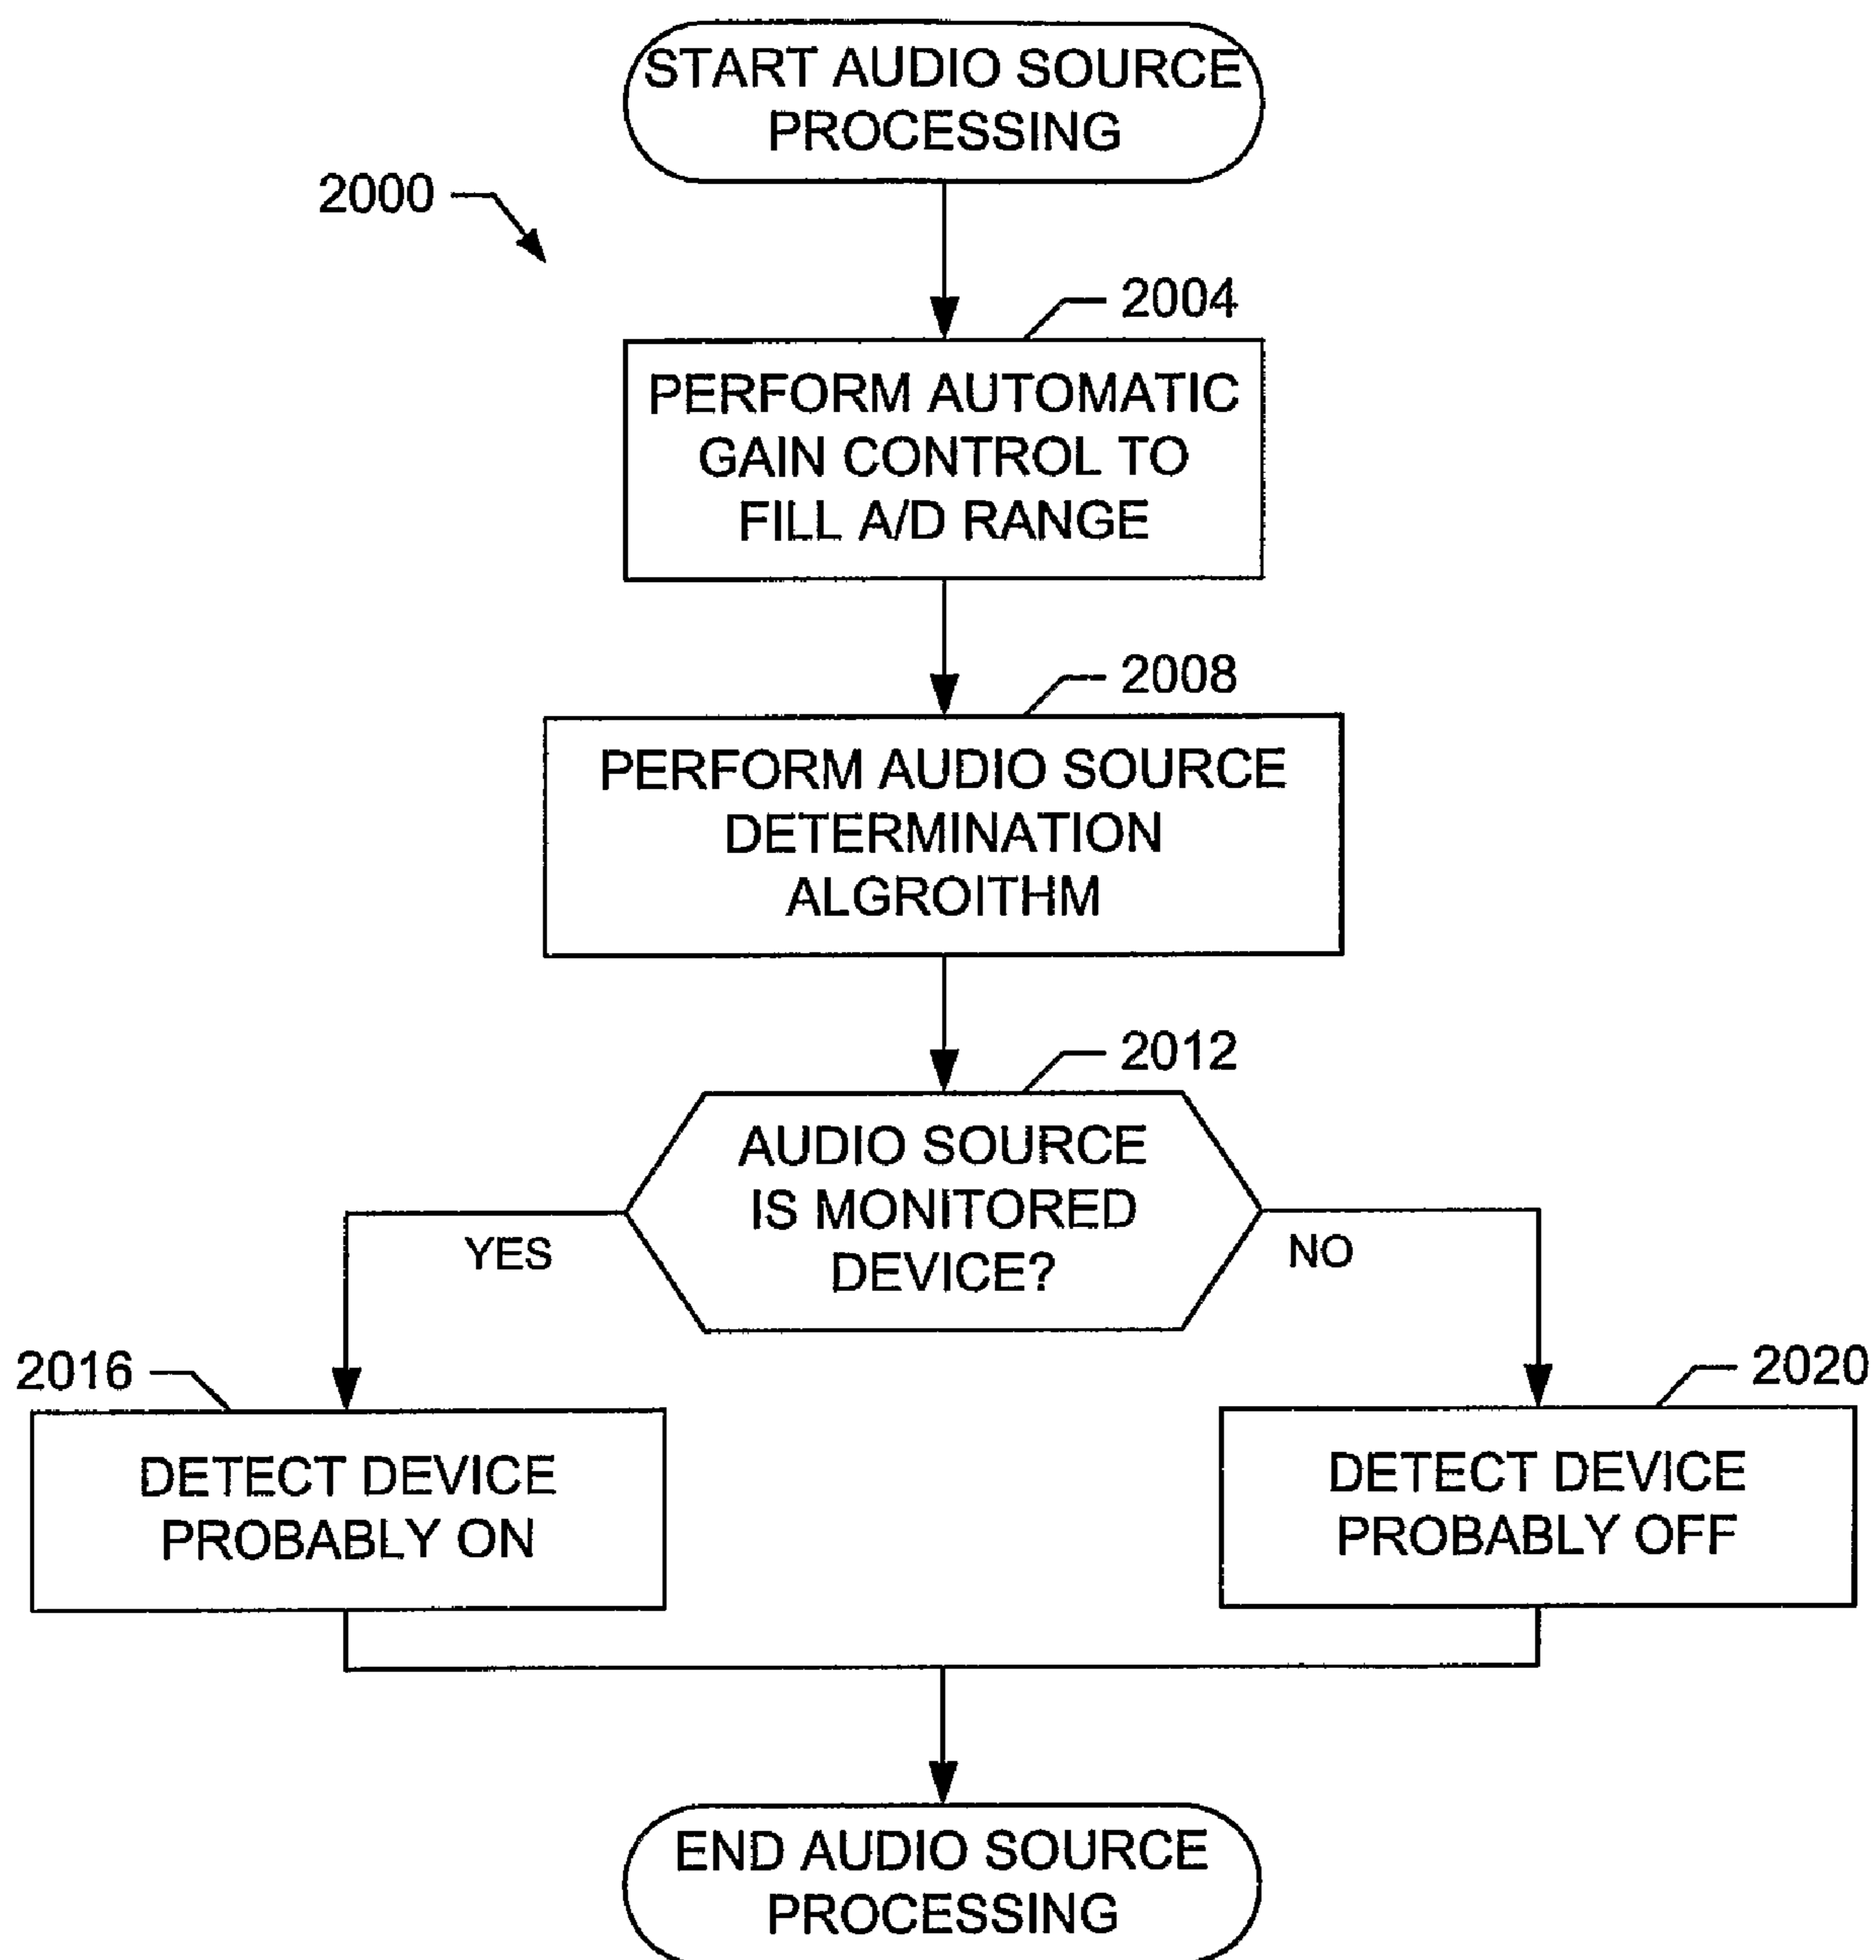 START AUDIO SOURCE
PROCESSING
2000
2004
PERFORM AUTOMATIC
GAIN CONTROL TO
FILL A/D RANGE
2008
PERFORM AUDIO SOURCE
DETERMINATION
ALGROITHM
2012
AUDIO SOURCE
IS MONITORED
DEVICE?
YES
NO
2016
2020
DETECT DEVICE
PROBABLY ON
DETECT DEVICE
PROBABLY OFF
END AUDIO SOURCE
PROCESSING